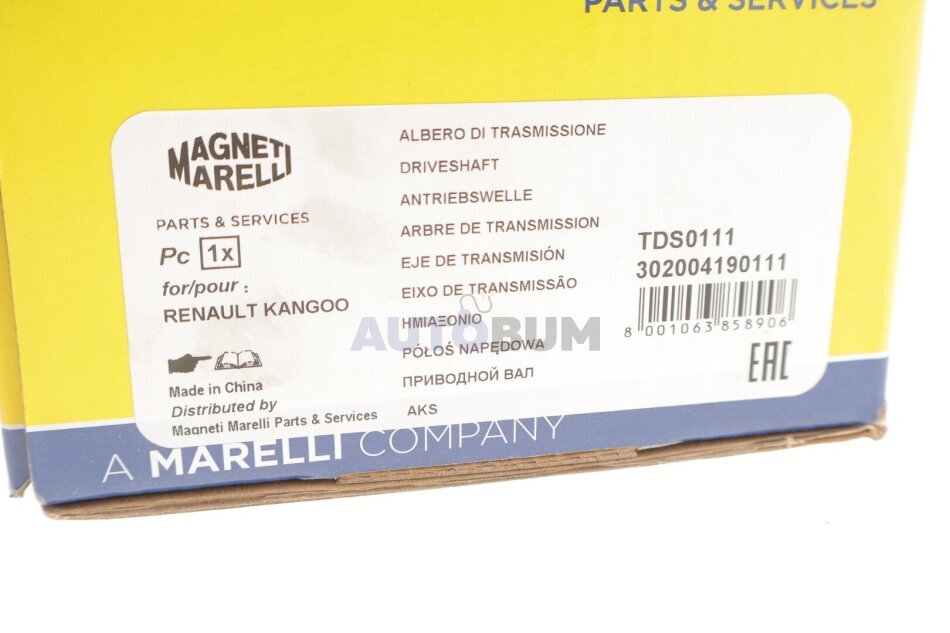 PARTS & SERVICES
MAGNETI
MARELLI
PARTS & SERVICES
Pc 1x
for/pour :
RENAULT KANGOO
Made in China
Distributed by
Magneti Marelli Parts & Services
ALBERO DI TRASMISSIONE
DRIVESHAFT
ANTRIEBSWELLE
ARBRE DE TRANSMISSION
EJE DE TRANSMISIÓN
EIXO DE TRANSMISSÃO
ΗΜΙΑΞΟΝΙΟ
PÓŁOŚ NAPĘDOWA
ПРИВОДНОЙ ВАЛ
AKS
TDS0111
302004190111
8 001063 858906
EAC
AUTOBUM
A MARELLI COMPANY